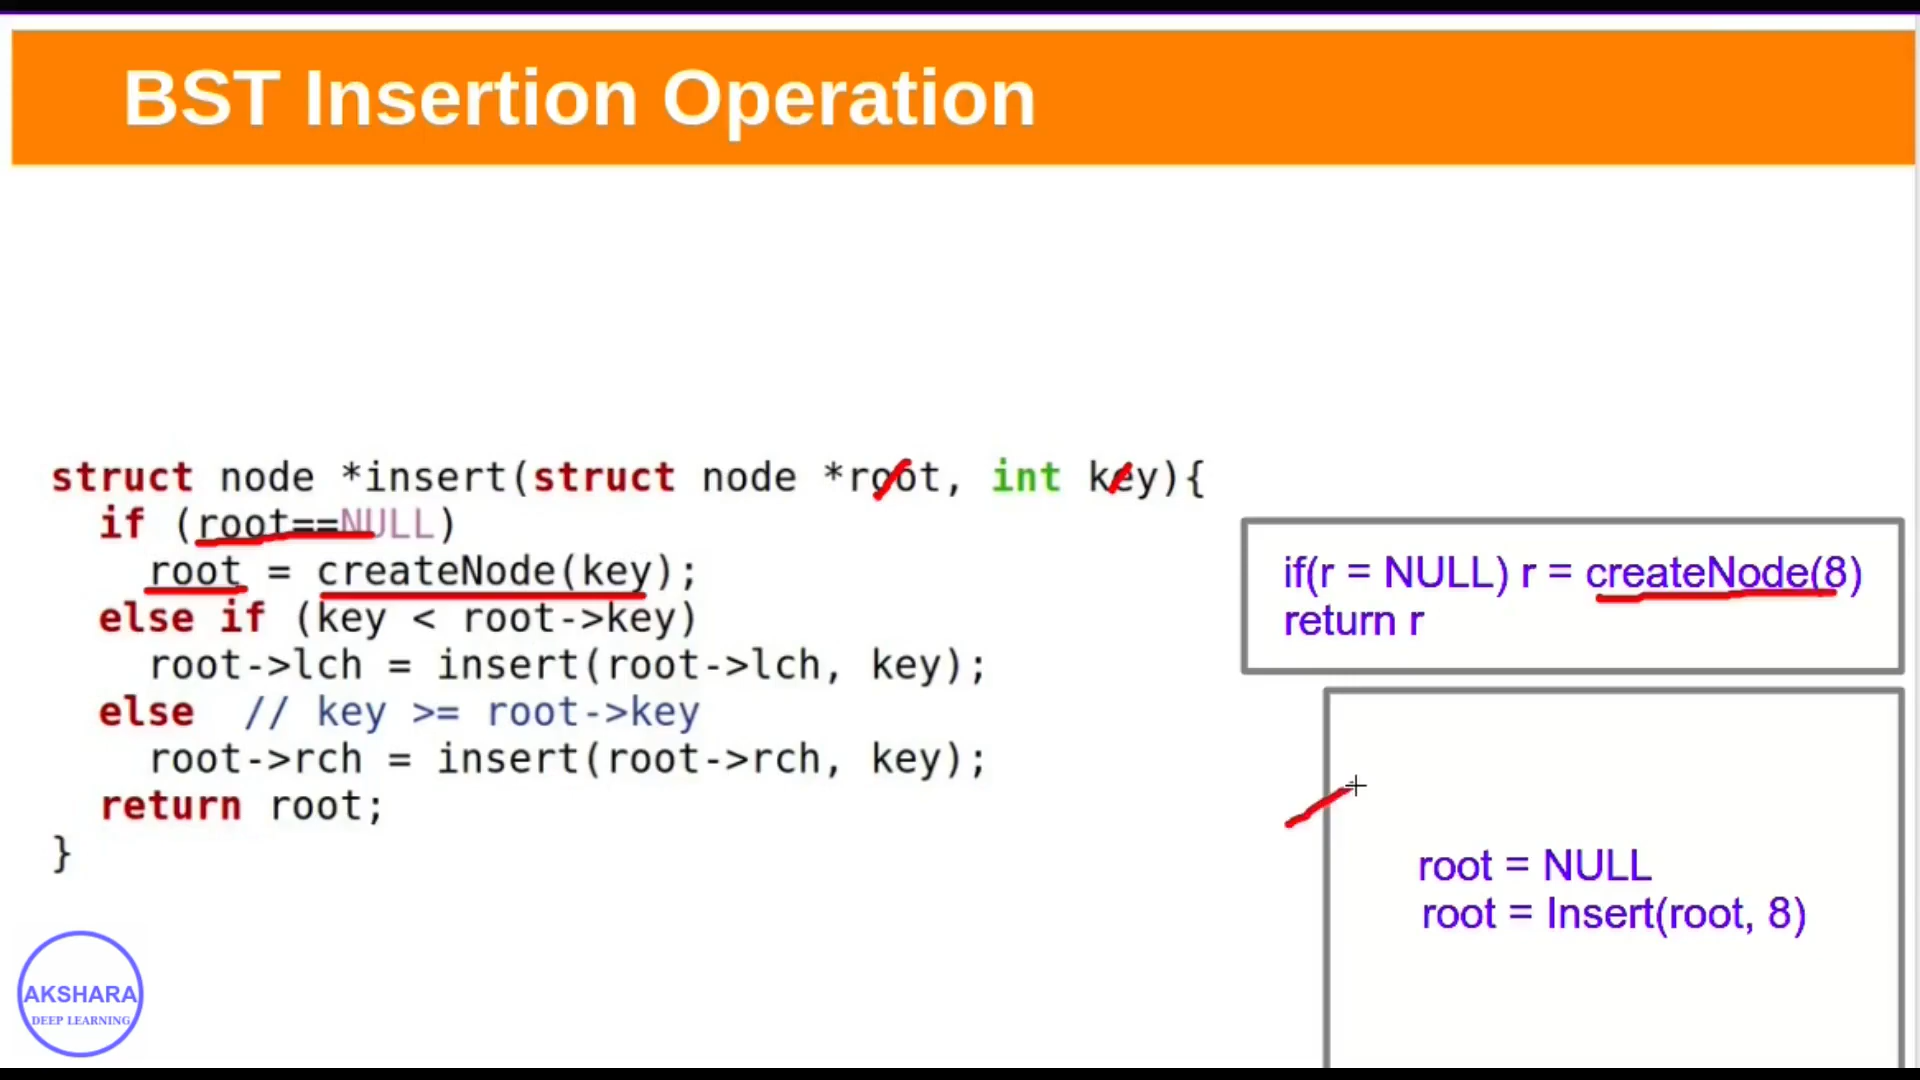 BST Insertion Operation
struct node *insert(struct node *root, int key){
if (root==NULL)
root = createNode(key);
else if (key < root->key)
root->lch = insert(root->lch, key);
else // key >= root->key
root->rch = insert(root->rch, key);
return root;
}
if(r = NULL) r = createNode(8)
return r
root = NULL
root = Insert(root, 8)
AKSHARA
DEEP LEARNING